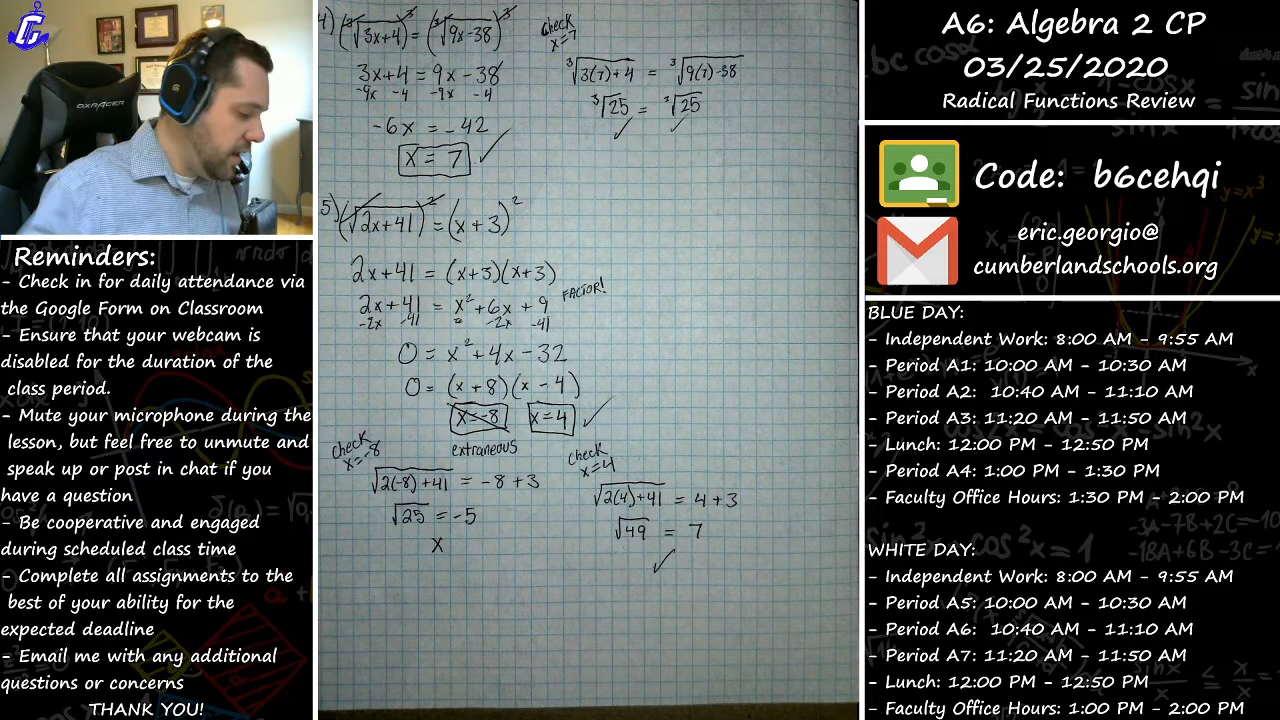 C
DXRACER
4) (∛3x+4)³ = (∛9x-38)³
3x+4 = 9x-38
-9x -4 -9x -4
-6x = -42
x = 7
check
x=7
∛3(7)+4 = ∛9(7)-38
∛25 = ∛25
5) (√2x+41)² = (x+3)²
2x+41 = (x+3)(x+3)
2x+41 = x²+6x+9 FACTOR!
-2x -41 -2x -41
0 = x²+4x-32
0 = (x+8)(x-4)
x=-8 x=4
extraneous
check
x=-8
√2(-8)+41 = -8+3
√25 = -5
X
check
x=4
√2(4)+41 = 4+3
√49 = 7
Reminders:
- Check in for daily attendance via
the Google Form on Classroom
- Ensure that your webcam is
disabled for the duration of the
class period.
- Mute your microphone during the
lesson, but feel free to unmute and
speak up or post in chat if you
have a question
- Be cooperative and engaged
during scheduled class time
- Complete all assignments to the
best of your ability for the
expected deadline
- Email me with any additional
questions or concerns
THANK YOU!
A6: Algebra 2 CP
03/25/2020
Radical Functions Review
Code: b6cehqi
eric.georgio@
cumberlandschools.org
BLUE DAY:
- Independent Work: 8:00 AM - 9:55 AM
- Period A1: 10:00 AM - 10:30 AM
- Period A2: 10:40 AM - 11:10 AM
- Period A3: 11:20 AM - 11:50 AM
- Lunch: 12:00 PM - 12:50 PM
- Period A4: 1:00 PM - 1:30 PM
- Faculty Office Hours: 1:30 PM - 2:00 PM
WHITE DAY:
- Independent Work: 8:00 AM - 9:55 AM
- Period A5: 10:00 AM - 10:30 AM
- Period A6: 10:40 AM - 11:10 AM
- Period A7: 11:20 AM - 11:50 AM
- Lunch: 12:00 PM - 12:50 PM
- Faculty Office Hours: 1:00 PM - 2:00 PM